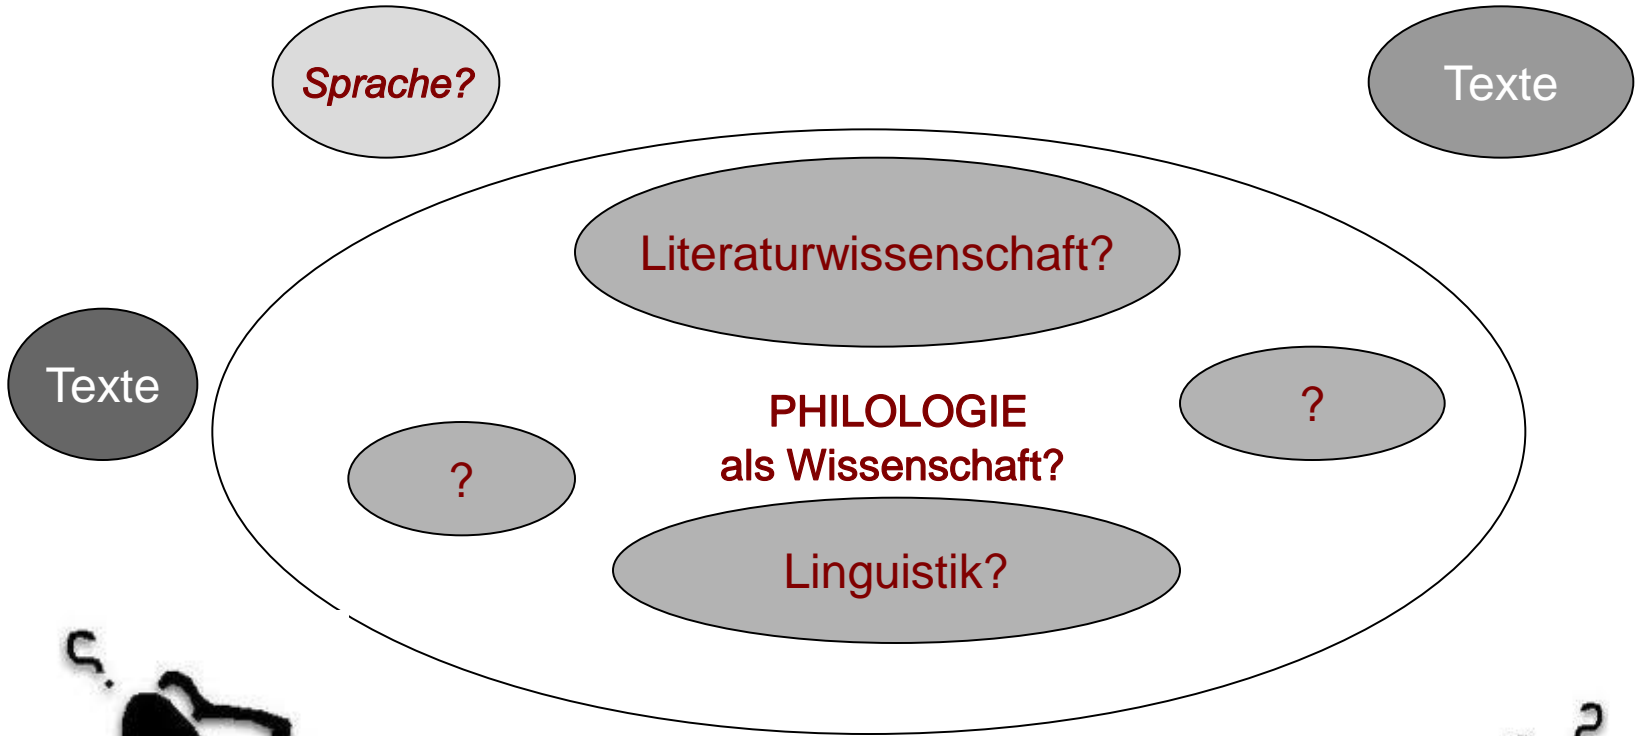 Sprache?
Texte
Literaturwissenschaft?
Texte
PHILOLOGIE
als Wissenschaft?
?
?
Linguistik?
?
?